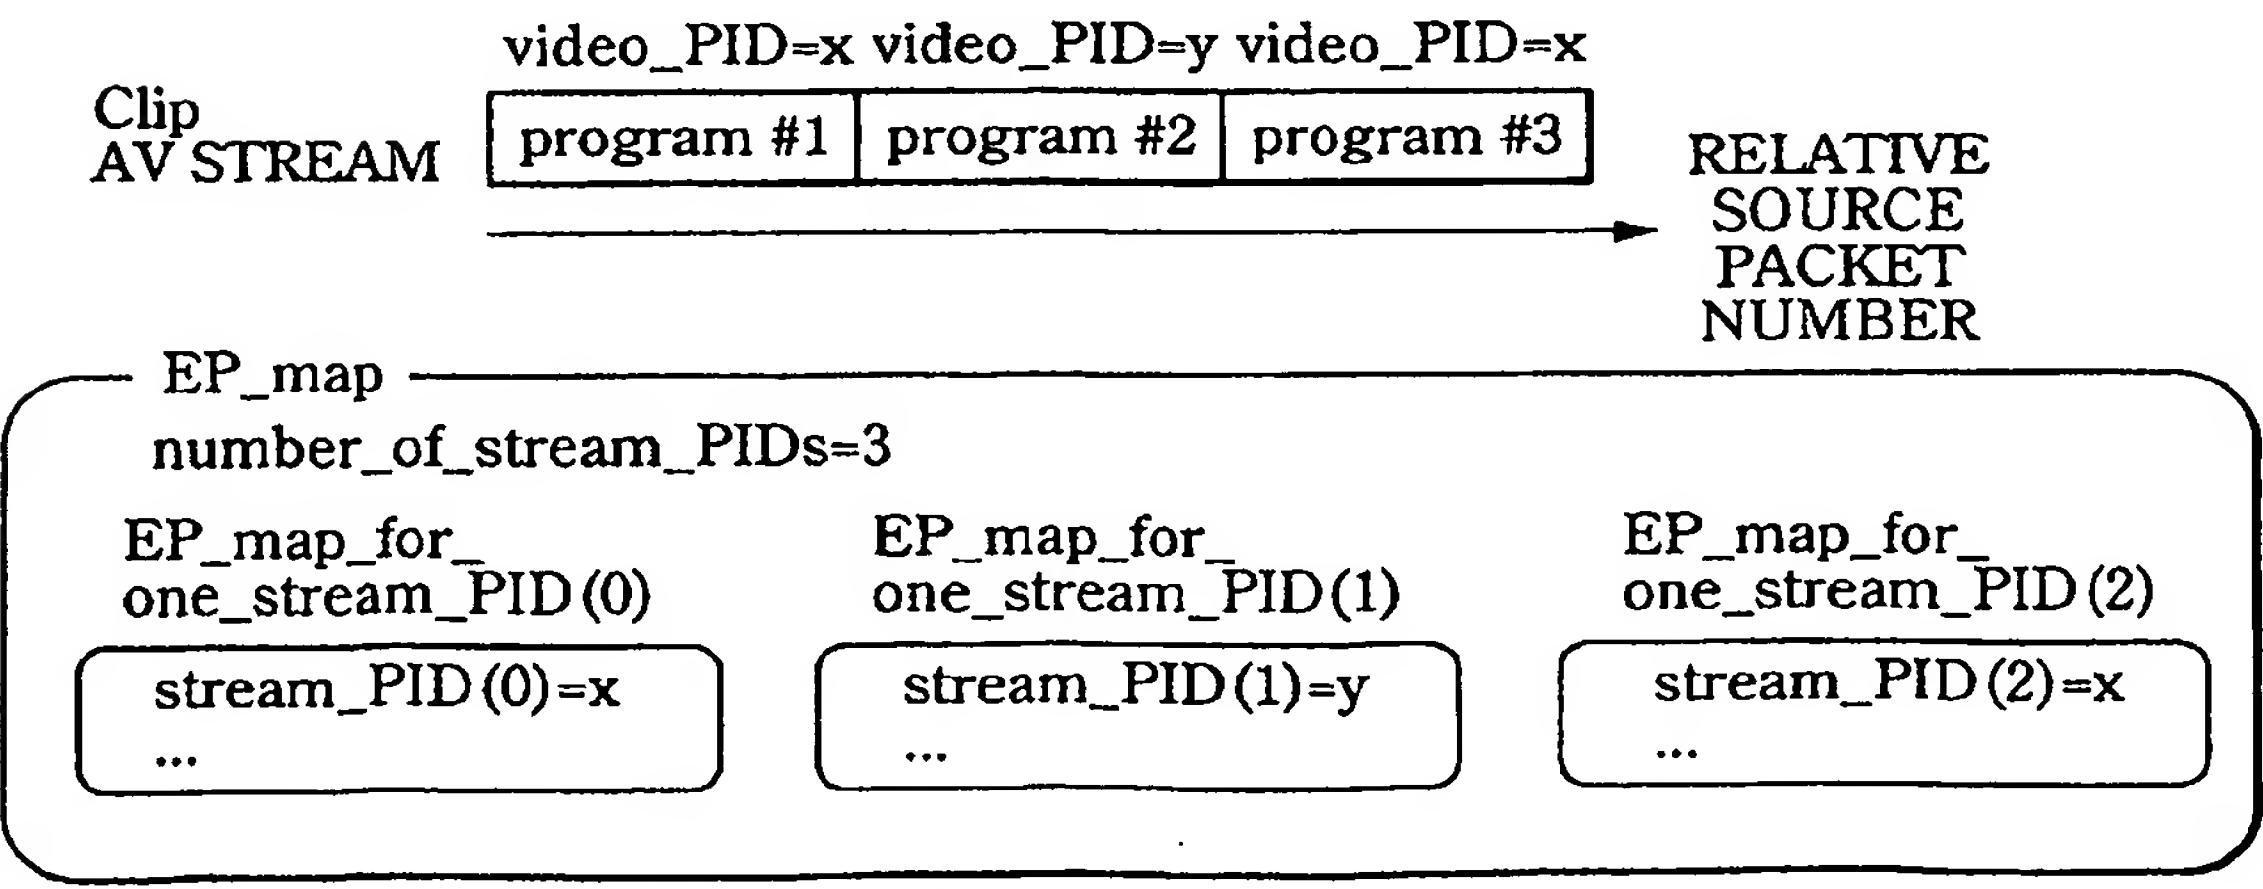 video_PID=x video_PID=y video_PID=x
Clip
AV STREAM
program #1 program #2 program #3
RELATIVE
SOURCE
PACKET
NUMBER
EP_map
number_of_stream_PIDs=3
EP_map_for_
one_stream_PID(0)
stream_PID(0)=x
...
EP_map_for_
one_stream_PID(1)
stream_PID(1)=y
...
EP_map_for_
one_stream_PID(2)
stream_PID(2)=x
...